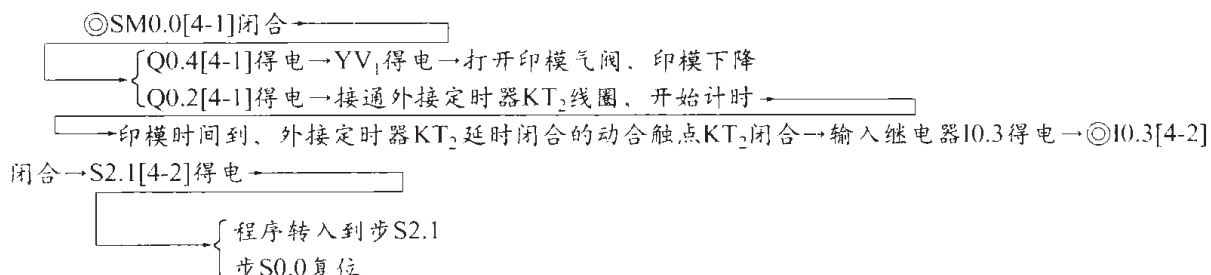 ◎SM0.0[4-1]闭合
Q0.4[4-1]得电→YV₁得电→打开印模气阀、印模下降
Q0.2[4-1]得电→接通外接定时器KT₂线圈、开始计时
印模时间到、外接定时器KT₂延时闭合的动合触点KT₂闭合→输入继电器I0.3得电→◎I0.3[4-2]
闭合→S2.1[4-2]得电
程序转入到步S2.1
步S0.0复位